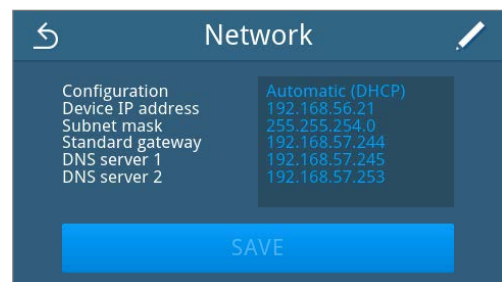 Network
Configuration Automatic (DHCP)
Device IP address 192.168.56.21
Subnet mask 255.255.254.0
Standard gateway 192.168.57.244
DNS server 1 192.168.57.245
DNS server 2 192.168.57.253
SAVE